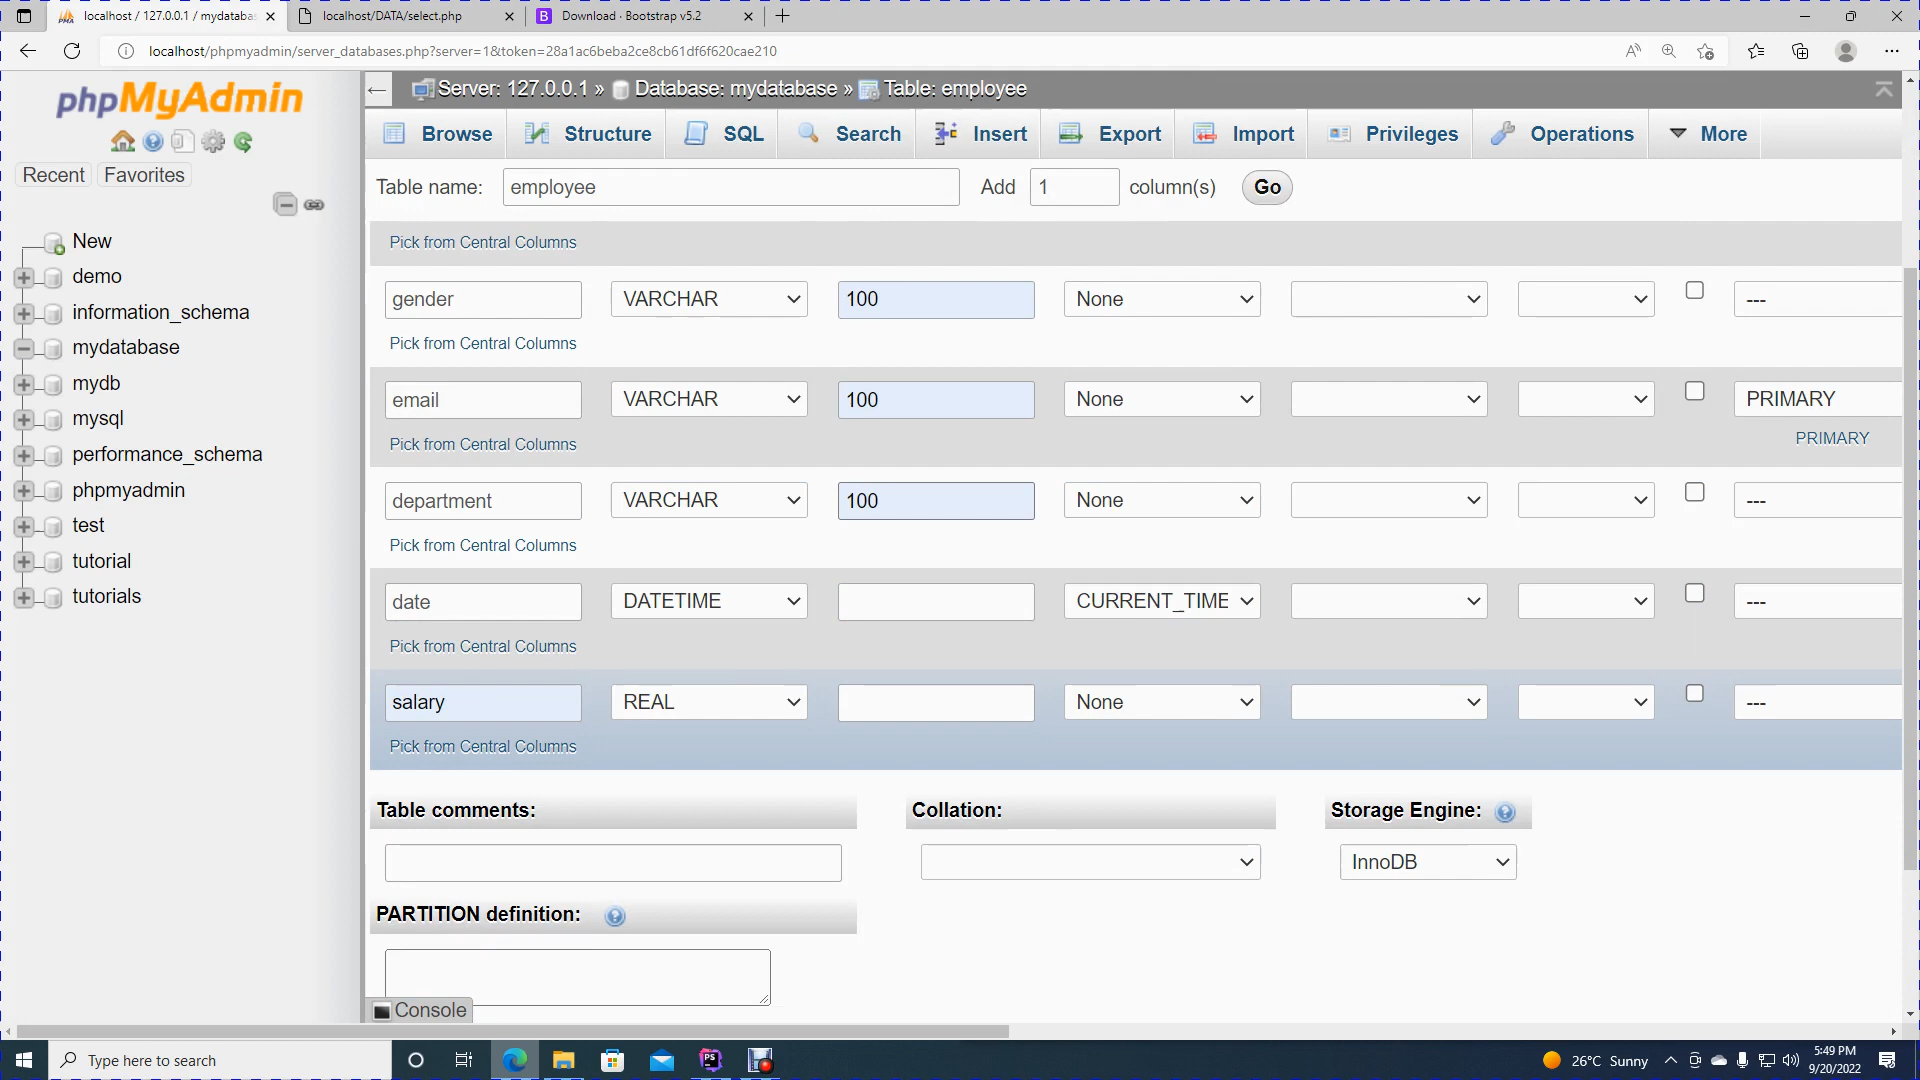 localhost / 127.0.0.1 / mydataba
localhost/DATA/select.php
Download · Bootstrap v5.2
localhost/phpmyadmin/server_databases.php?server=1&token=28a1ac6beba2ce8cb61df6f620cae210
phpMyAdmin
Recent
Favorites
New
demo
information_schema
mydatabase
mydb
mysql
performance_schema
phpmyadmin
test
tutorial
tutorials
Server: 127.0.0.1 » Database: mydatabase » Table: employee
Browse Structure SQL Search Insert Export Import Privileges Operations More
Table name: employee Add 1 column(s) Go
Pick from Central Columns
gender VARCHAR 100 None ---
Pick from Central Columns
email VARCHAR 100 None PRIMARY
Pick from Central Columns PRIMARY
department VARCHAR 100 None ---
Pick from Central Columns
date DATETIME CURRENT_TIME ---
Pick from Central Columns
salary REAL None ---
Pick from Central Columns
Table comments: Collation: Storage Engine:
InnoDB
PARTITION definition:
Console
Type here to search
PS
26°C Sunny
5:49 PM
9/20/2022